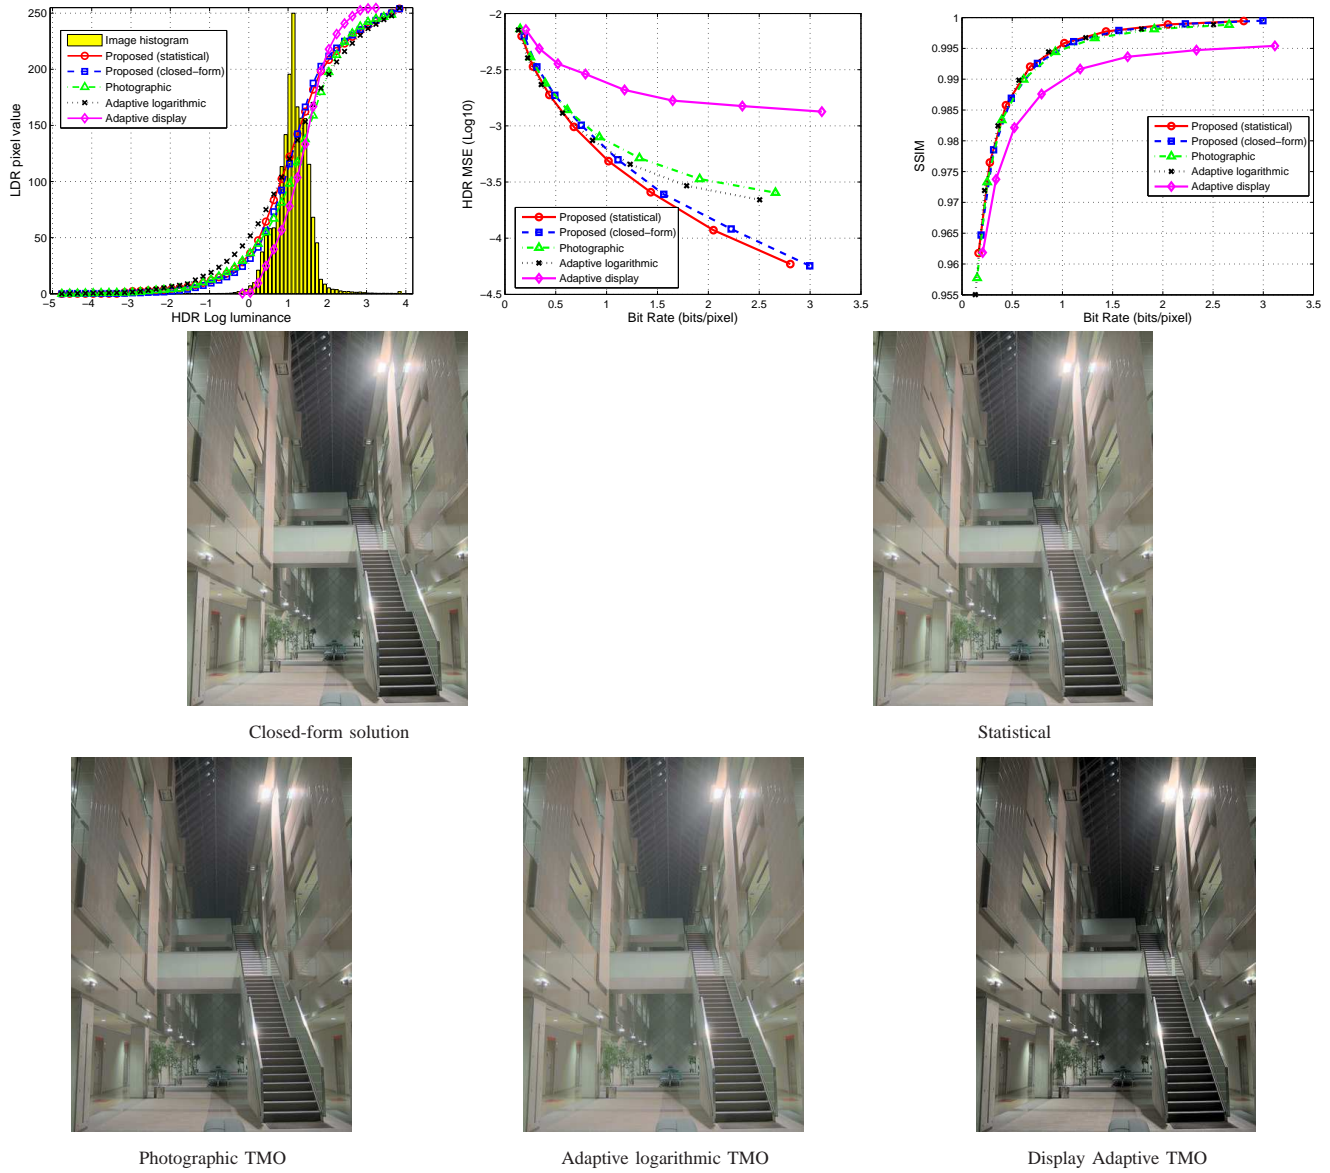 250
200
150
100
50
0
LDR pixel value
Image histogram
Proposed (statistical)
Proposed (closed−form)
Photographic
Adaptive logarithmic
Adaptive display
−5 −4 −3 −2 −1 0 1 2 3 4
HDR Log luminance
−2
−2.5
−3
−3.5
−4
−4.5
HDR MSE (Log10)
Proposed (statistical)
Proposed (closed−form)
Photographic
Adaptive logarithmic
Adaptive display
0 0.5 1 1.5 2 2.5 3 3.5
Bit Rate (bits/pixel)
1
0.995
0.99
0.985
0.98
0.975
0.97
0.965
0.96
0.955
SSIM
Proposed (statistical)
Proposed (closed−form)
Photographic
Adaptive logarithmic
Adaptive display
0 0.5 1 1.5 2 2.5 3 3.5
Bit Rate (bits/pixel)
Closed-form solution
Statistical
Photographic TMO
Adaptive logarithmic TMO
Display Adaptive TMO